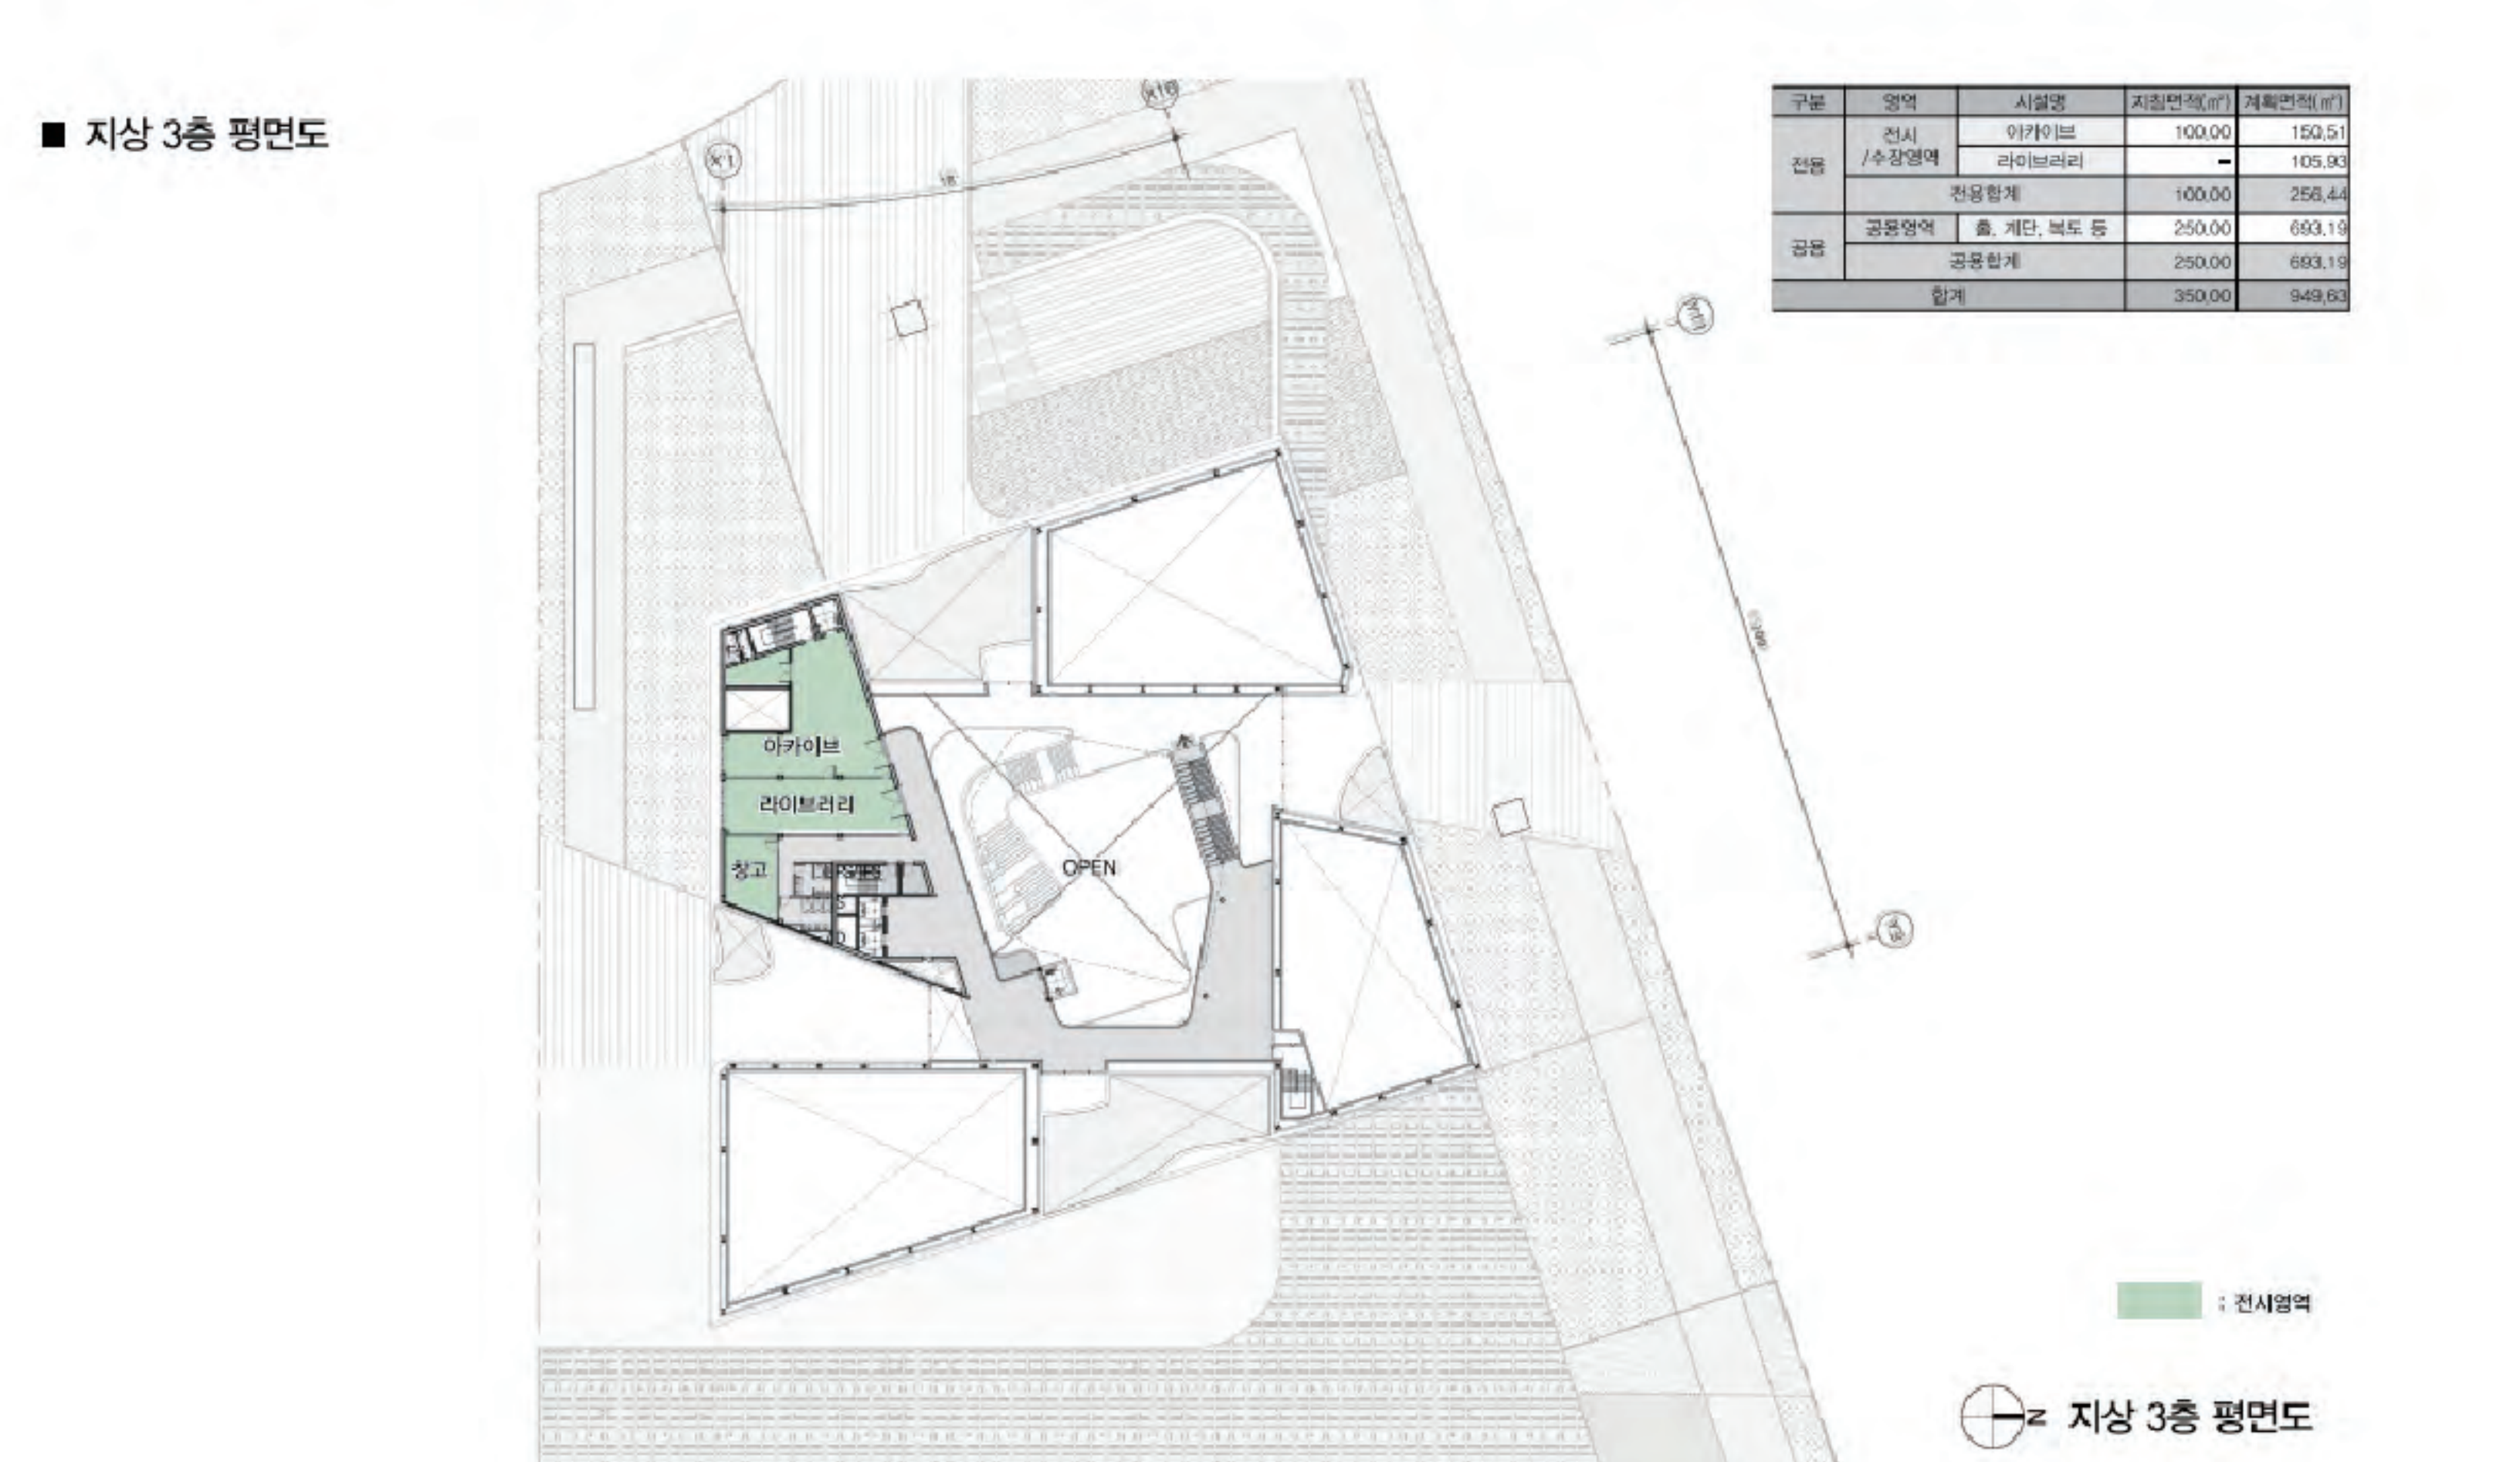 ■ 지상 3층 평면도
구분 영역 시설명 지침면적(㎡) 계획면적(㎡)
전용 전시/수장영역 아카이브 100.00 150.51
라이브러리 - 105.93
전용합계 100.00 256.44
공용 공용영역 홀, 계단, 복도 등 250.00 693.19
공용합계 250.00 693.19
합계 350.00 949.63
X1
X10
아카이브
라이브러리
창고
OPEN
: 전시영역
N 지상 3층 평면도